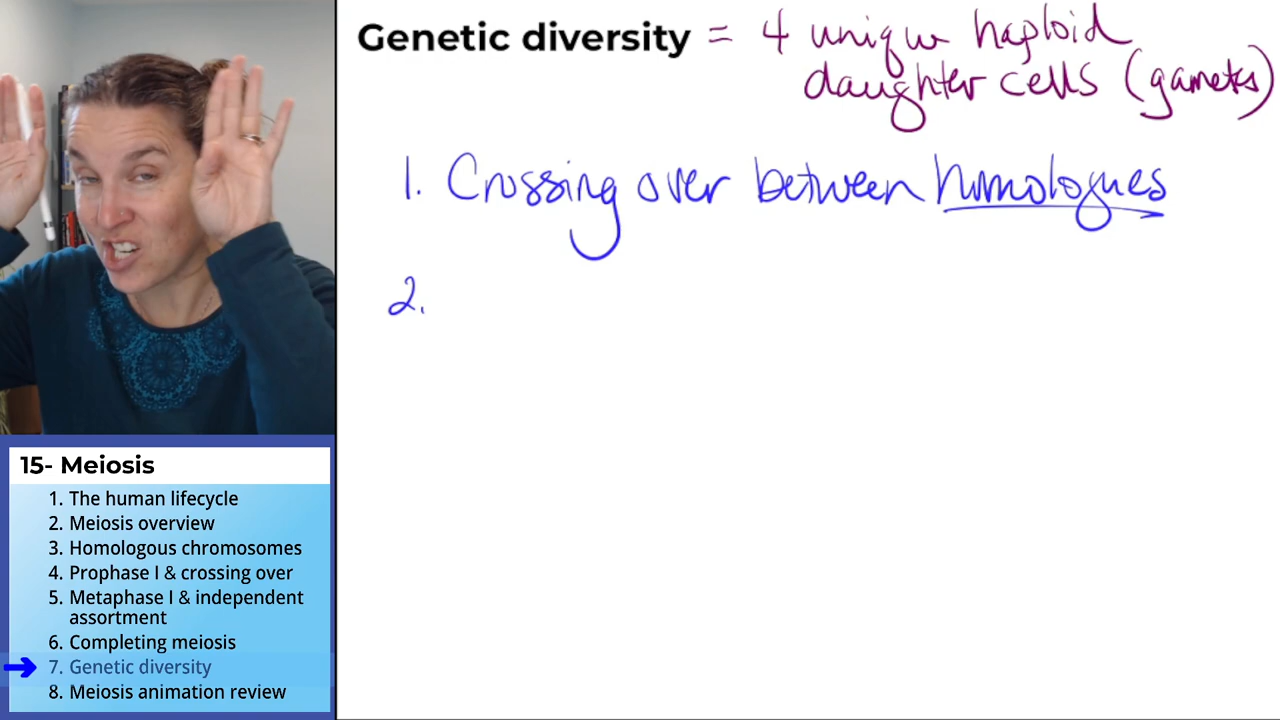 Genetic diversity = 4 unique haploid
daughter cells (gametes)
1. Crossing over between homologues
2.
15- Meiosis
1. The human lifecycle
2. Meiosis overview
3. Homologous chromosomes
4. Prophase I & crossing over
5. Metaphase I & independent
assortment
6. Completing meiosis
7. Genetic diversity
8. Meiosis animation review